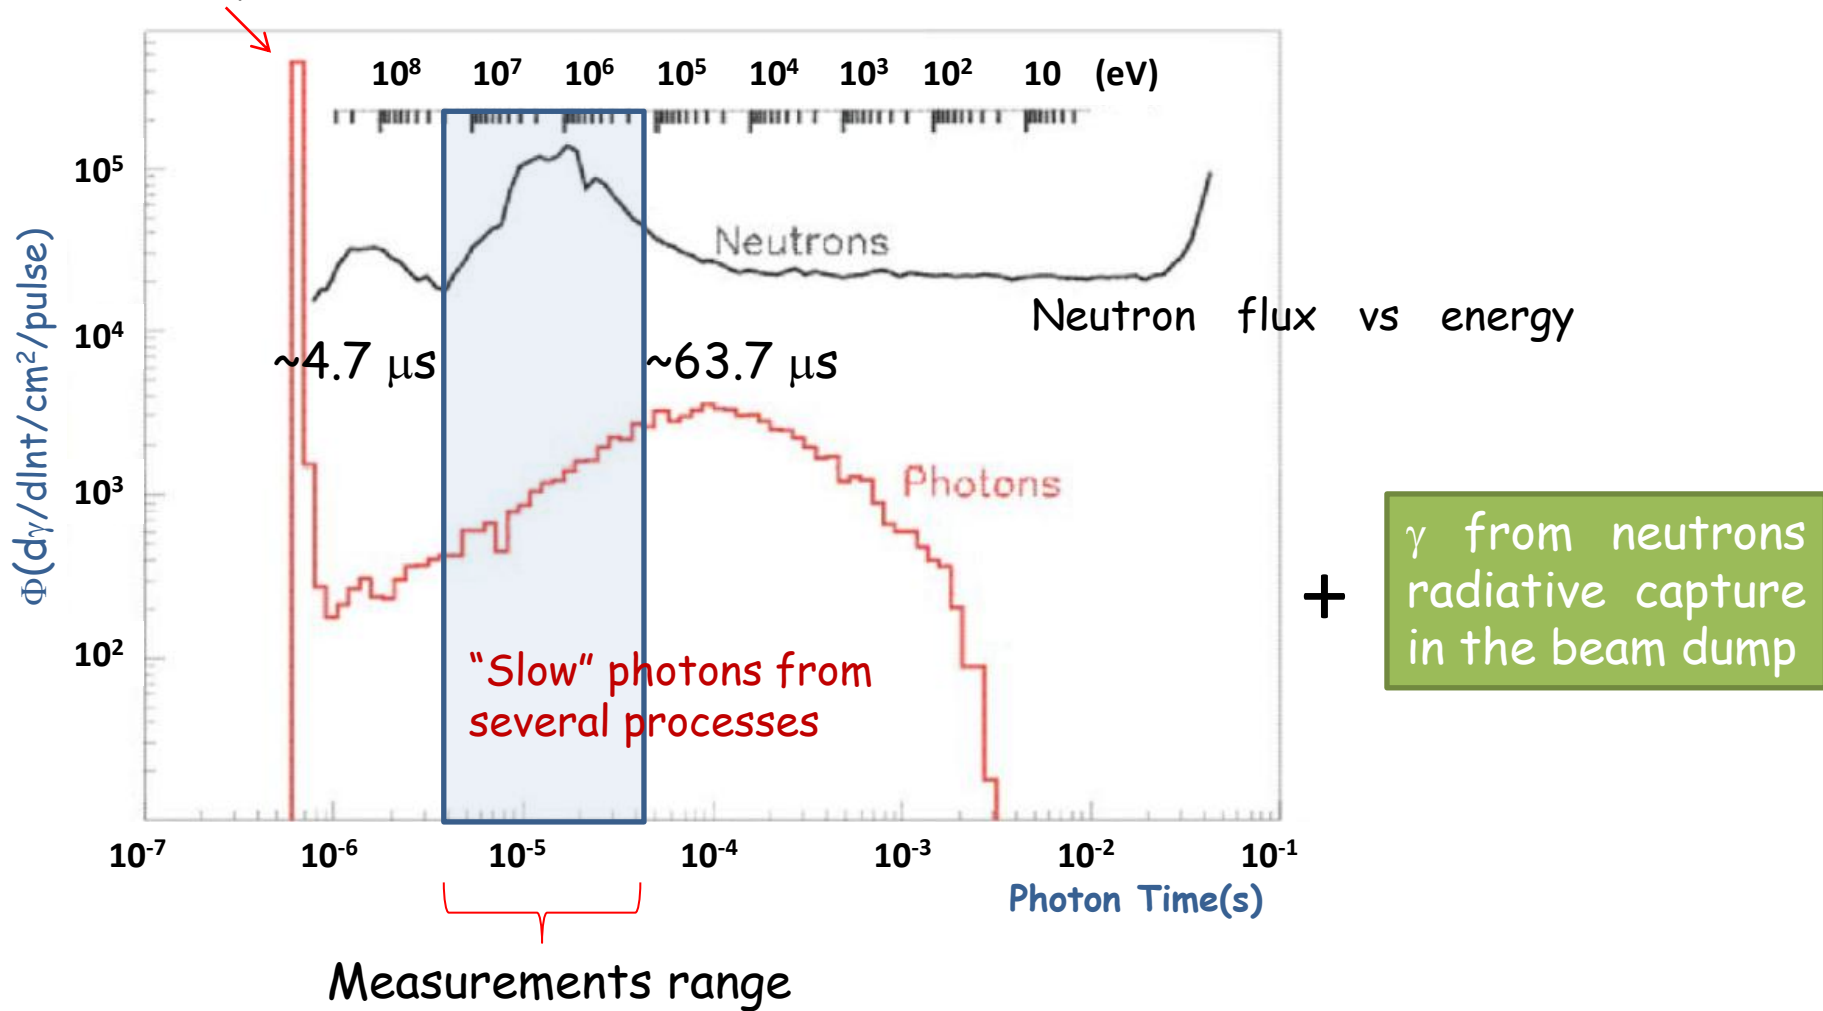 10⁸ 10⁷ 10⁶ 10⁵ 10⁴ 10³ 10² 10 (eV)
10⁵
Neutrons
Φ(dγ/dlnt/cm²/pulse)
Neutron flux vs energy
10⁴
~4.7 μs
~63.7 μs
10³
Photons
γ from neutrons
radiative capture
in the beam dump
+
10²
"Slow" photons from
several processes
10⁻⁷ 10⁻⁶ 10⁻⁵ 10⁻⁴ 10⁻³ 10⁻² 10⁻¹
Photon Time(s)
Measurements range